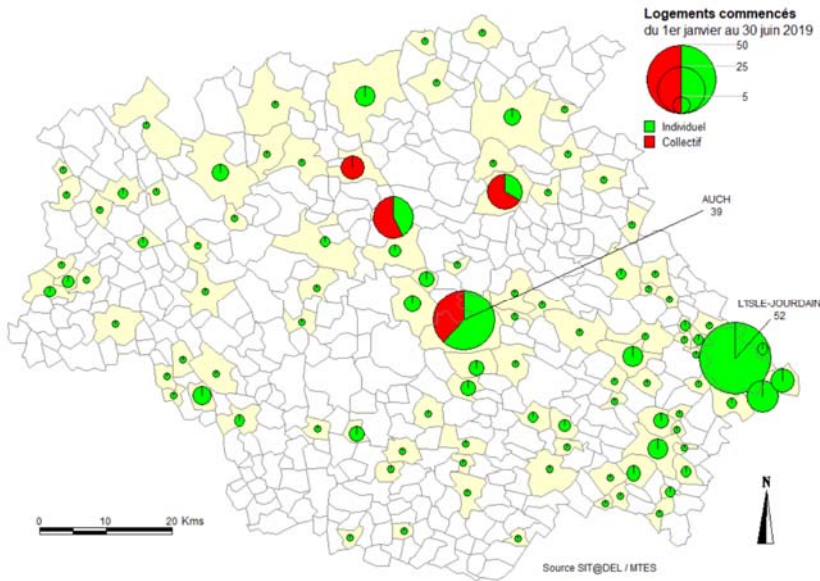 Logements commencés
du 1er janvier au 30 juin 2019
50
25
5
Individuel
Collectif
AUCH
39
L'ISLE-JOURDAIN
52
N
0 10 20 Kms
Source SIT@DEL / MTES